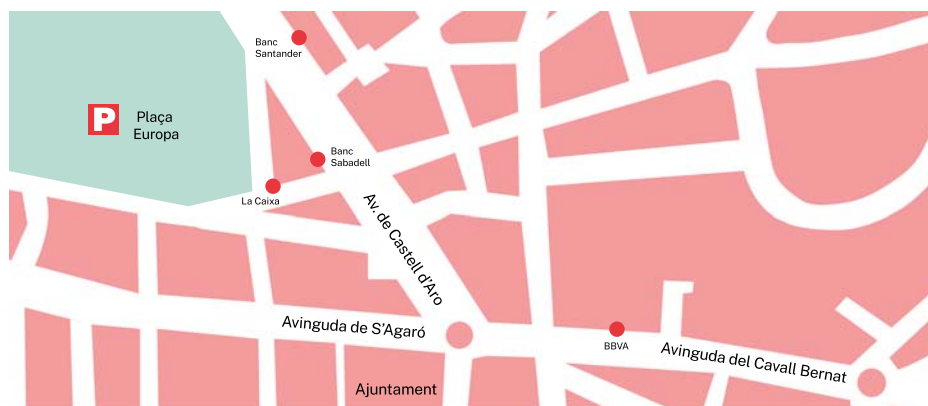 Banc
Santander
P
Plaça
Europa
Banc
Sabadell
La Caixa
Av. de Castell d'Aro
Avinguda de S'Agaró
BBVA
Avinguda del Cavall Bernat
Ajuntament